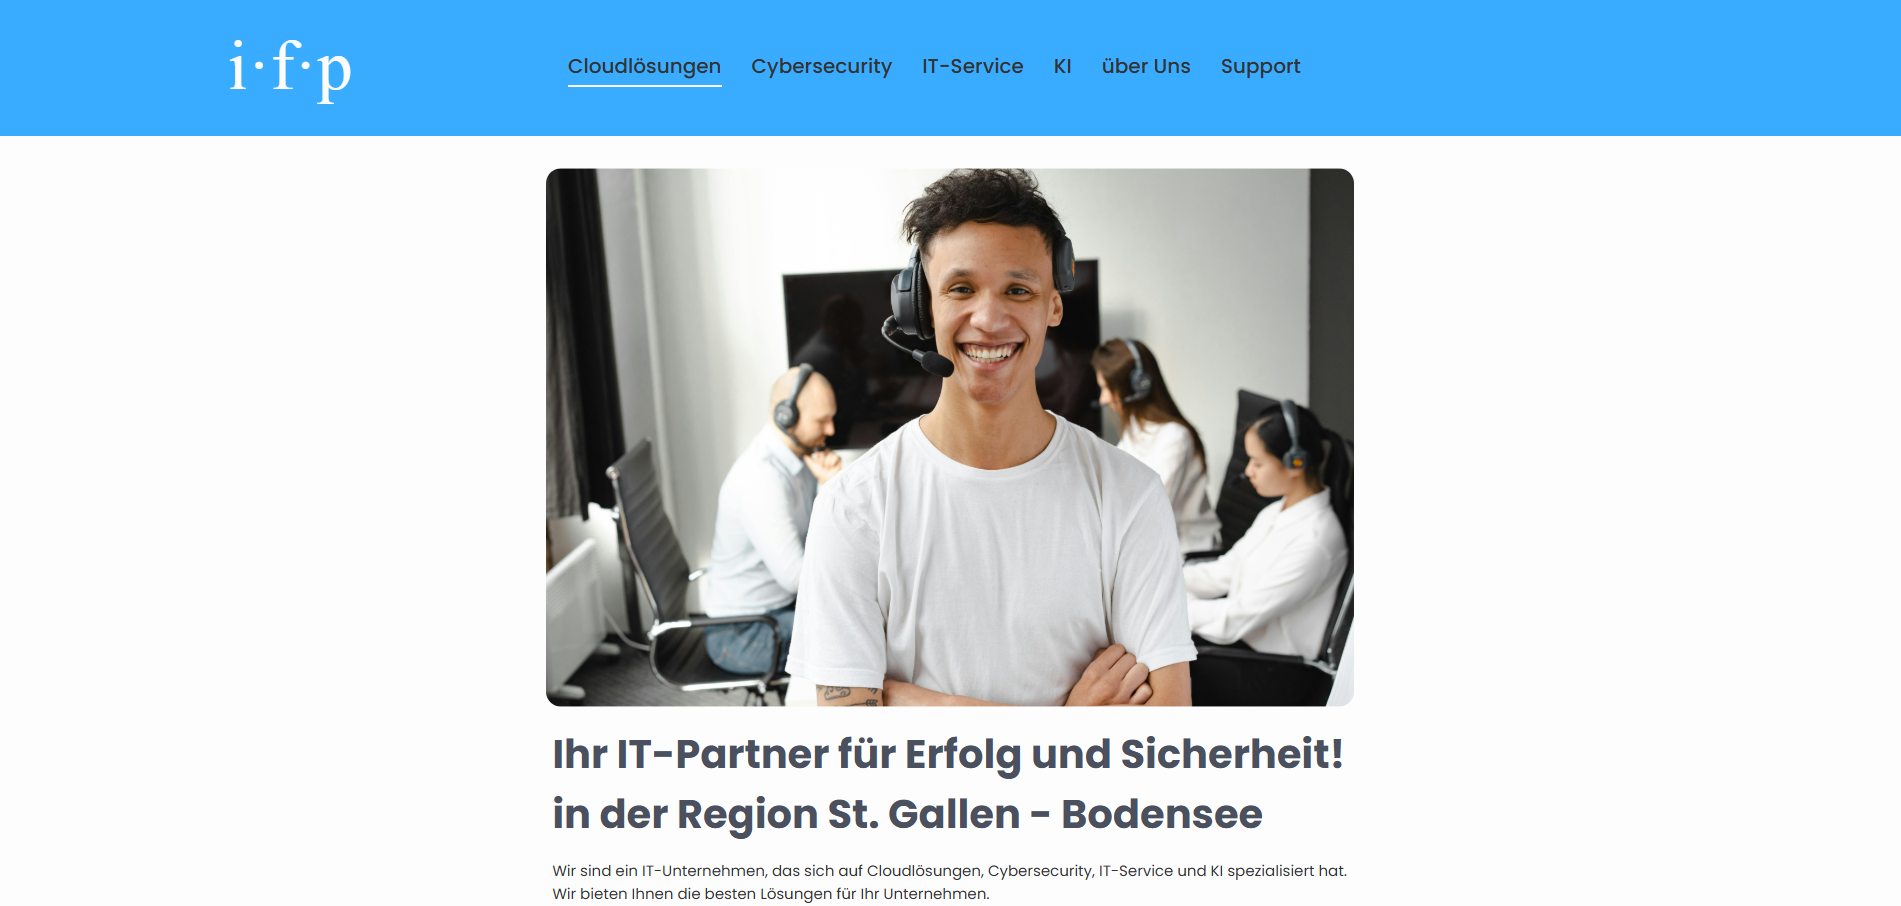 i·f·p
Cloudlösungen Cybersecurity IT-Service KI über Uns Support
Ihr IT-Partner für Erfolg und Sicherheit!
in der Region St. Gallen - Bodensee
Wir sind ein IT-Unternehmen, das sich auf Cloudlösungen, Cybersecurity, IT-Service und KI spezialisiert hat.
Wir bieten Ihnen die besten Lösungen für Ihr Unternehmen.